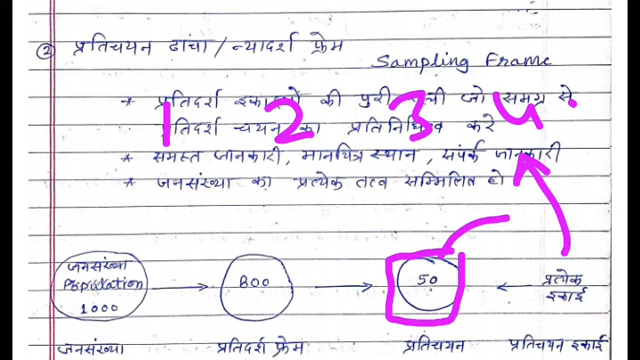 ② प्रतिचयन ढांचा / न्यादर्श फ्रेम
Sampling Frame
* प्रतिदर्श इकाइयों की पुरी सूची जो समग्र से
प्रतिदर्श चयन का प्रतिनिधित्व करे
1 2 3 4
* समस्त जानकारी, मानचित्र स्थान, संपर्क जानकारी
* जनसंख्या का प्रत्येक तत्व सम्मिलित हो
जनसंख्या
Population
1000
800
50
प्रत्येक
इकाई
जनसंख्या प्रतिदर्श फ्रेम प्रतिचयन प्रतिचयन इकाई